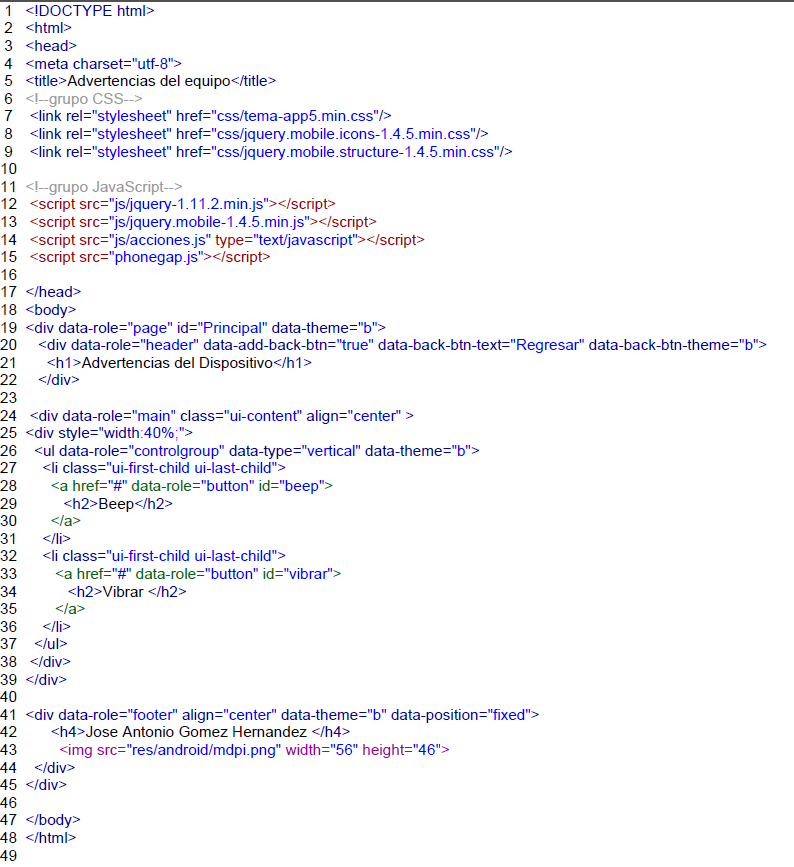 1 <!DOCTYPE html>
2 <html>
3 <head>
4 <meta charset="utf-8">
5 <title>Advertencias del equipo</title>
6 <!--grupo CSS-->
7 <link rel="stylesheet" href="css/tema-app5.min.css"/>
8 <link rel="stylesheet" href="css/jquery.mobile.icons-1.4.5.min.css"/>
9 <link rel="stylesheet" href="css/jquery.mobile.structure-1.4.5.min.css"/>
10
11 <!--grupo JavaScript-->
12 <script src="js/jquery-1.11.2.min.js"></script>
13 <script src="js/jquery.mobile-1.4.5.min.js"></script>
14 <script src="js/acciones.js" type="text/javascript"></script>
15 <script src="phonegap.js"></script>
16
17 </head>
18 <body>
19 <div data-role="page" id="Principal" data-theme="b">
20 <div data-role="header" data-add-back-btn="true" data-back-btn-text="Regresar" data-back-btn-theme="b">
21 <h1>Advertencias del Dispositivo</h1>
22 </div>
23
24 <div data-role="main" class="ui-content" align="center" >
25 <div style="width:40%;">
26 <ul data-role="controlgroup" data-type="vertical" data-theme="b">
27 <li class="ui-first-child ui-last-child">
28 <a href="#" data-role="button" id="beep">
29 <h2>Beep</h2>
30 </a>
31 </li>
32 <li class="ui-first-child ui-last-child">
33 <a href="#" data-role="button" id="vibrar">
34 <h2>Vibrar </h2>
35 </a>
36 </li>
37 </ul>
38 </div>
39 </div>
40
41 <div data-role="footer" align="center" data-theme="b" data-position="fixed">
42 <h4>Jose Antonio Gomez Hernandez </h4>
43 <img src="res/android/mdpi.png" width="56" height="46">
44 </div>
45 </div>
46
47 </body>
48 </html>
49